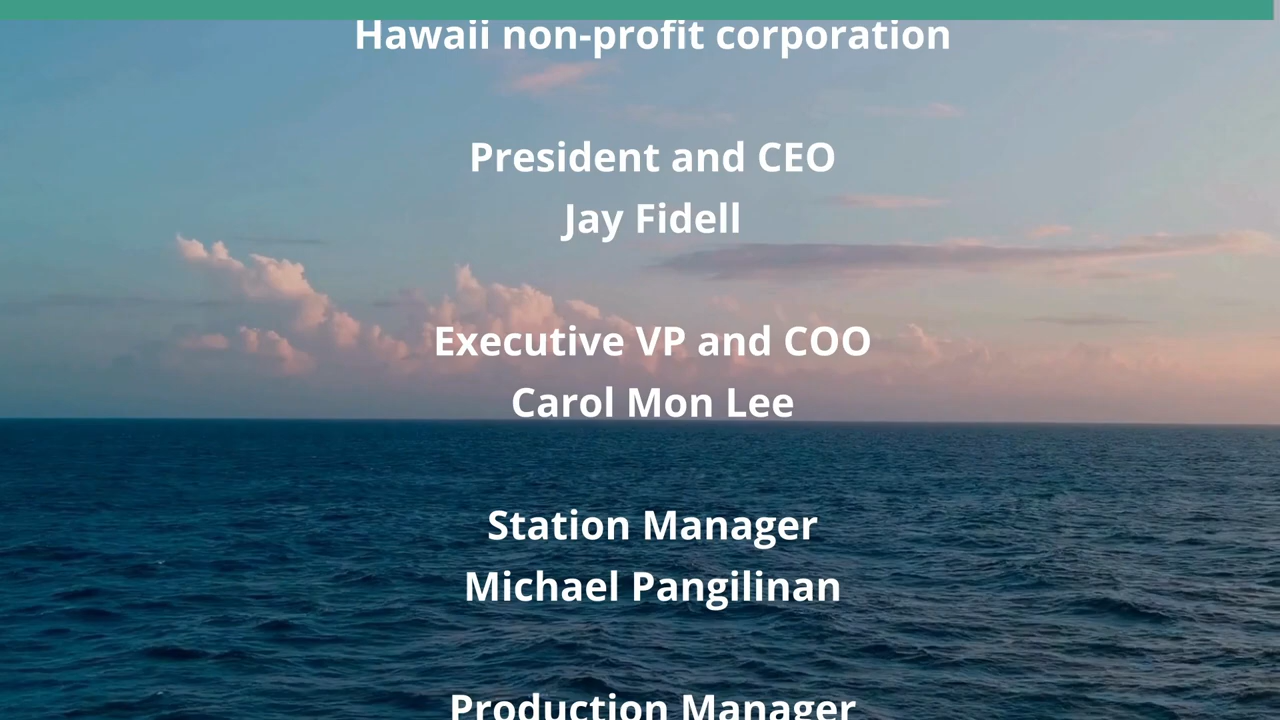 Hawaii non-profit corporation
President and CEO
Jay Fidell
Executive VP and COO
Carol Mon Lee
Station Manager
Michael Pangilinan
Production Manager